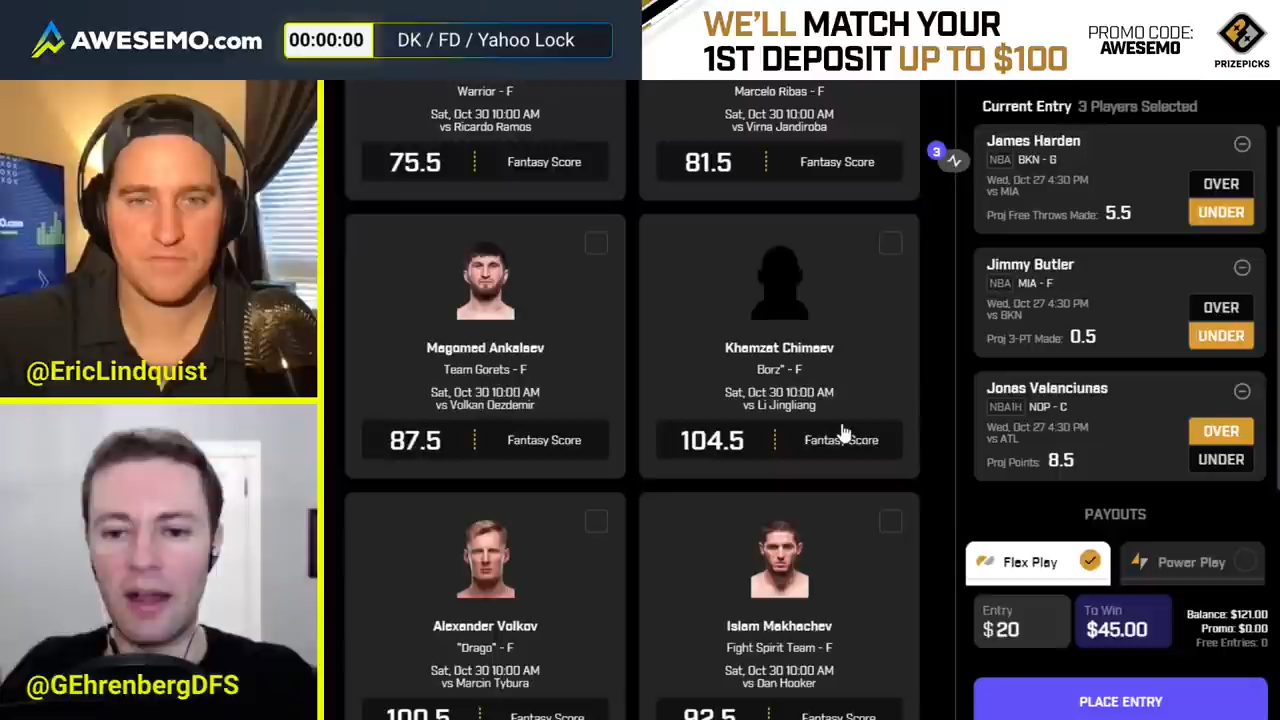 AWESEMO.com
00:00:00
DK / FD / Yahoo Lock
WE'LL MATCH YOUR
1ST DEPOSIT UP TO $100
PROMO CODE:
AWESEMO
PRIZEPICKS
@EricLindquist
@GEhrenbergDFS
Warrior - F
Sat, Oct 30 10:00 AM
vs Ricardo Ramos
75.5
Fantasy Score
Marcelo Ribas - F
Sat, Oct 30 10:00 AM
vs Virna Jandiroba
81.5
Fantasy Score
Magomed Ankalaev
Team Gorets - F
Sat, Oct 30 10:00 AM
vs Volkan Oezdemir
87.5
Fantasy Score
Khamzat Chimaev
Borz" - F
Sat, Oct 30 10:00 AM
vs Li Jingliang
104.5
Fantasy Score
Alexander Volkov
"Drago" - F
Sat, Oct 30 10:00 AM
vs Marcin Tybura
100.5
Fantasy Score
Islam Makhachev
Fight Spirit Team - F
Sat, Oct 30 10:00 AM
vs Dan Hooker
92.5
Fantasy Score
3
Current Entry 3 Players Selected
James Harden
NBA BKN - G
Wed, Oct 27 4:30 PM
vs MIA
Proj Free Throws Made: 5.5
OVER
UNDER
Jimmy Butler
NBA MIA - F
Wed, Oct 27 4:30 PM
vs BKN
Proj 3-PT Made: 0.5
OVER
UNDER
Jonas Valanciunas
NBA1H NOP - C
Wed, Oct 27 4:30 PM
vs ATL
Proj Points: 8.5
OVER
UNDER
PAYOUTS
Flex Play
Power Play
Entry
$ 20
To Win
$45.00
Balance: $121.00
Promo: $0.00
Free Entries: 0
PLACE ENTRY